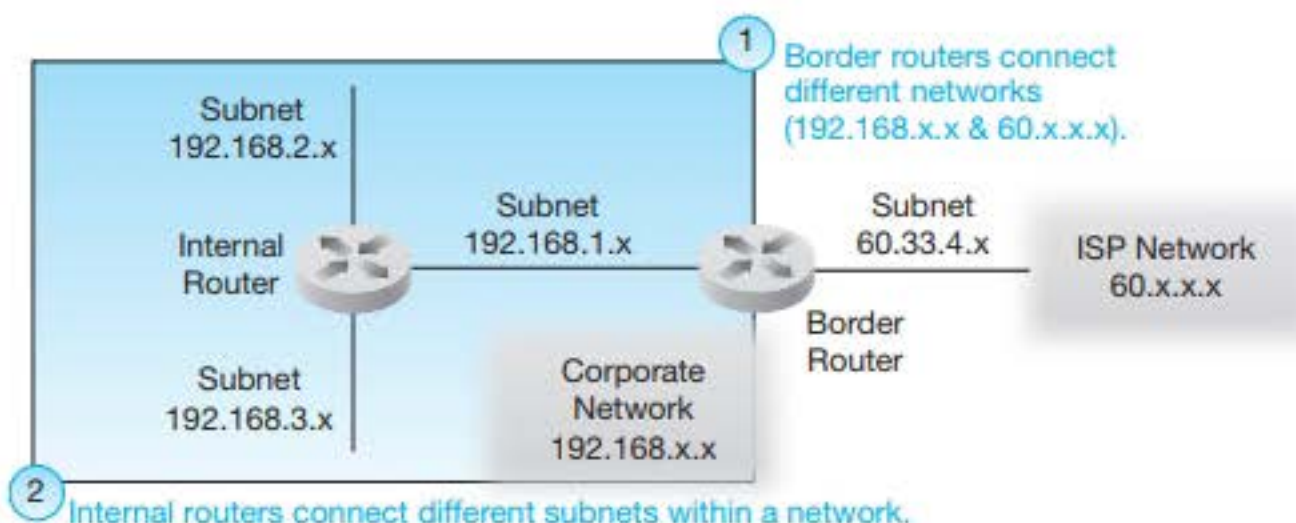 1
Border routers connect
different networks
(192.168.x.x & 60.x.x.x).
Subnet
192.168.2.x
Internal
Router
Subnet
192.168.1.x
Subnet
60.33.4.x
ISP Network
60.x.x.x
Border
Router
Subnet
192.168.3.x
Corporate
Network
192.168.x.x
2
Internal routers connect different subnets within a network.